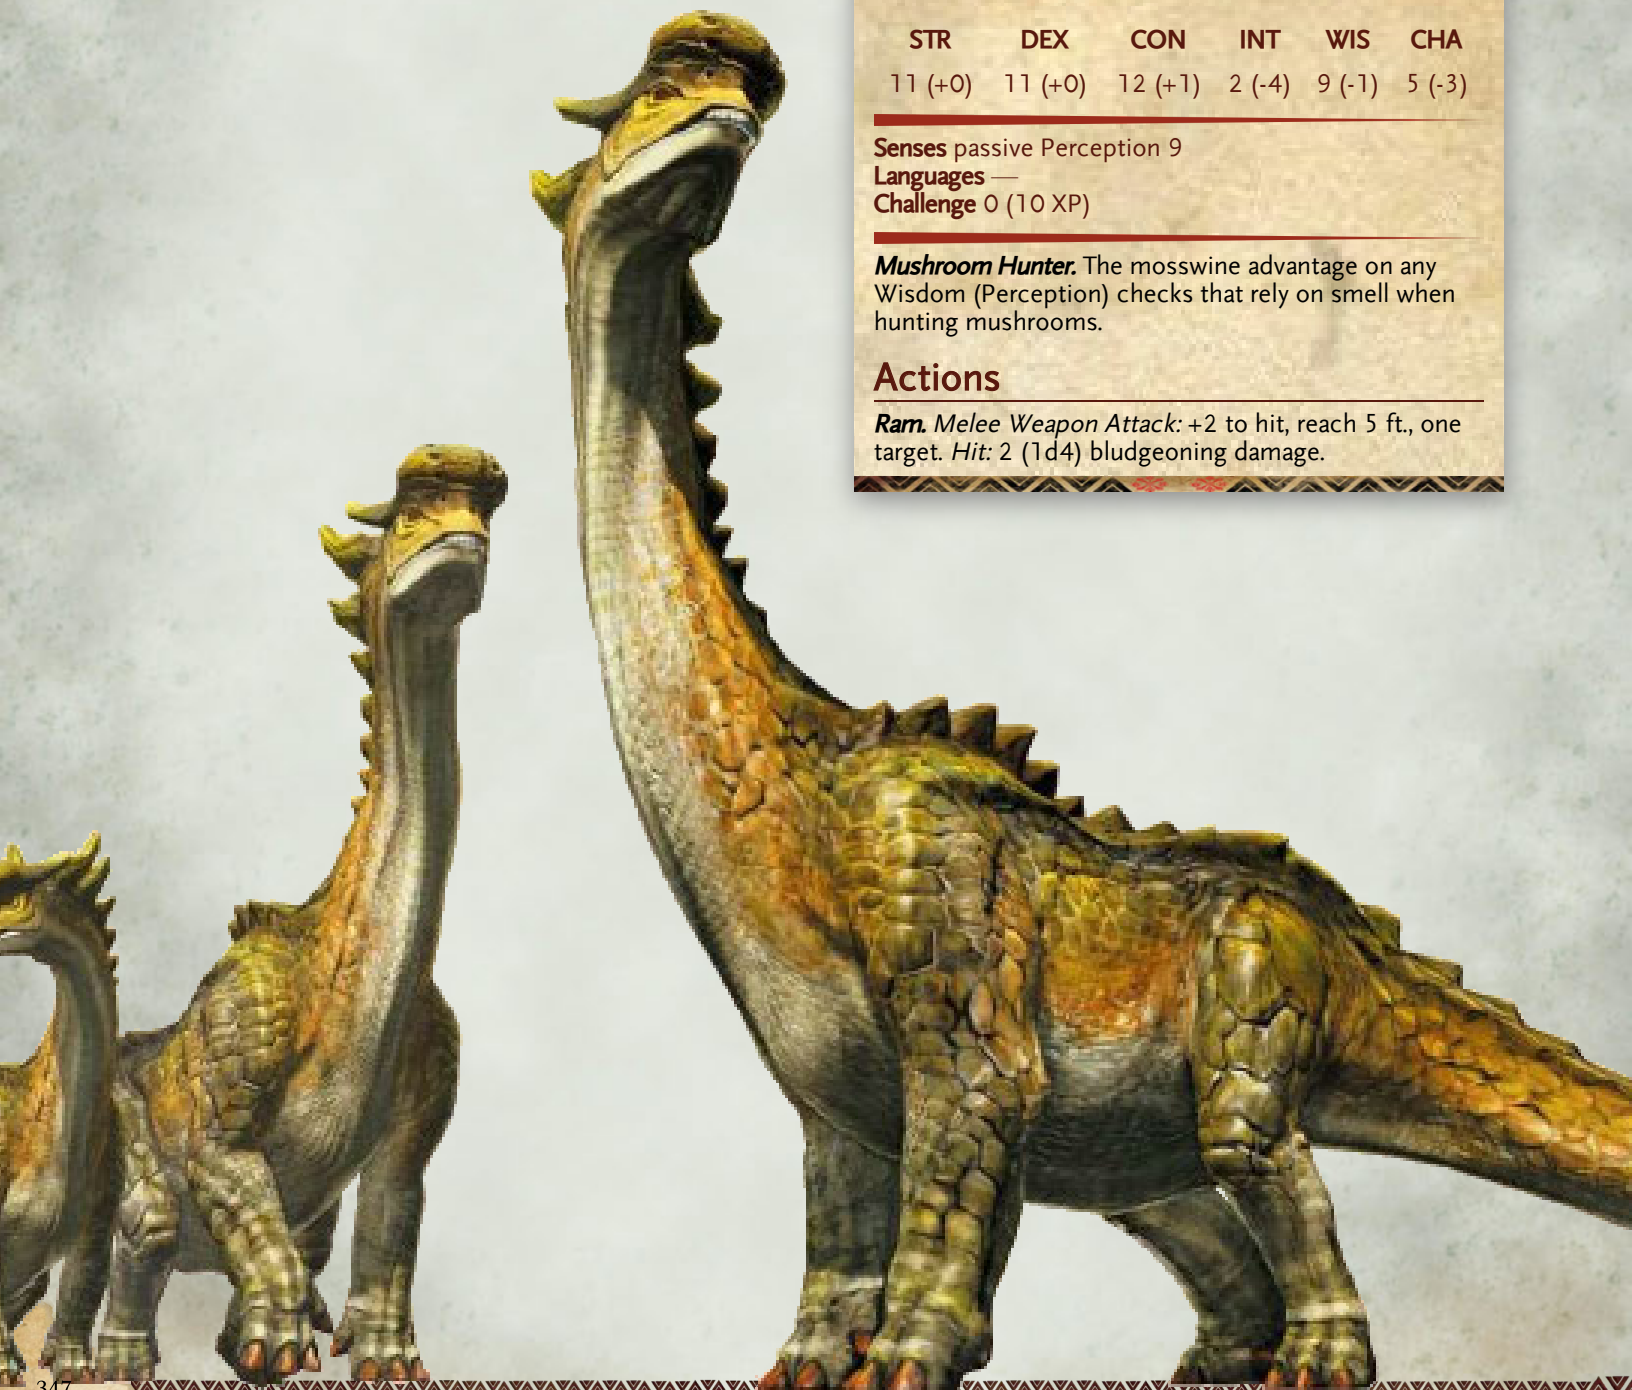 STR DEX CON INT WIS CHA
11 (+0) 11 (+0) 12 (+1) 2 (-4) 9 (-1) 5 (-3)
Senses passive Perception 9
Languages —
Challenge 0 (10 XP)
Mushroom Hunter. The mosswine advantage on any
Wisdom (Perception) checks that rely on smell when
hunting mushrooms.
Actions
Ram. Melee Weapon Attack: +2 to hit, reach 5 ft., one
target. Hit: 2 (1d4) bludgeoning damage.
347